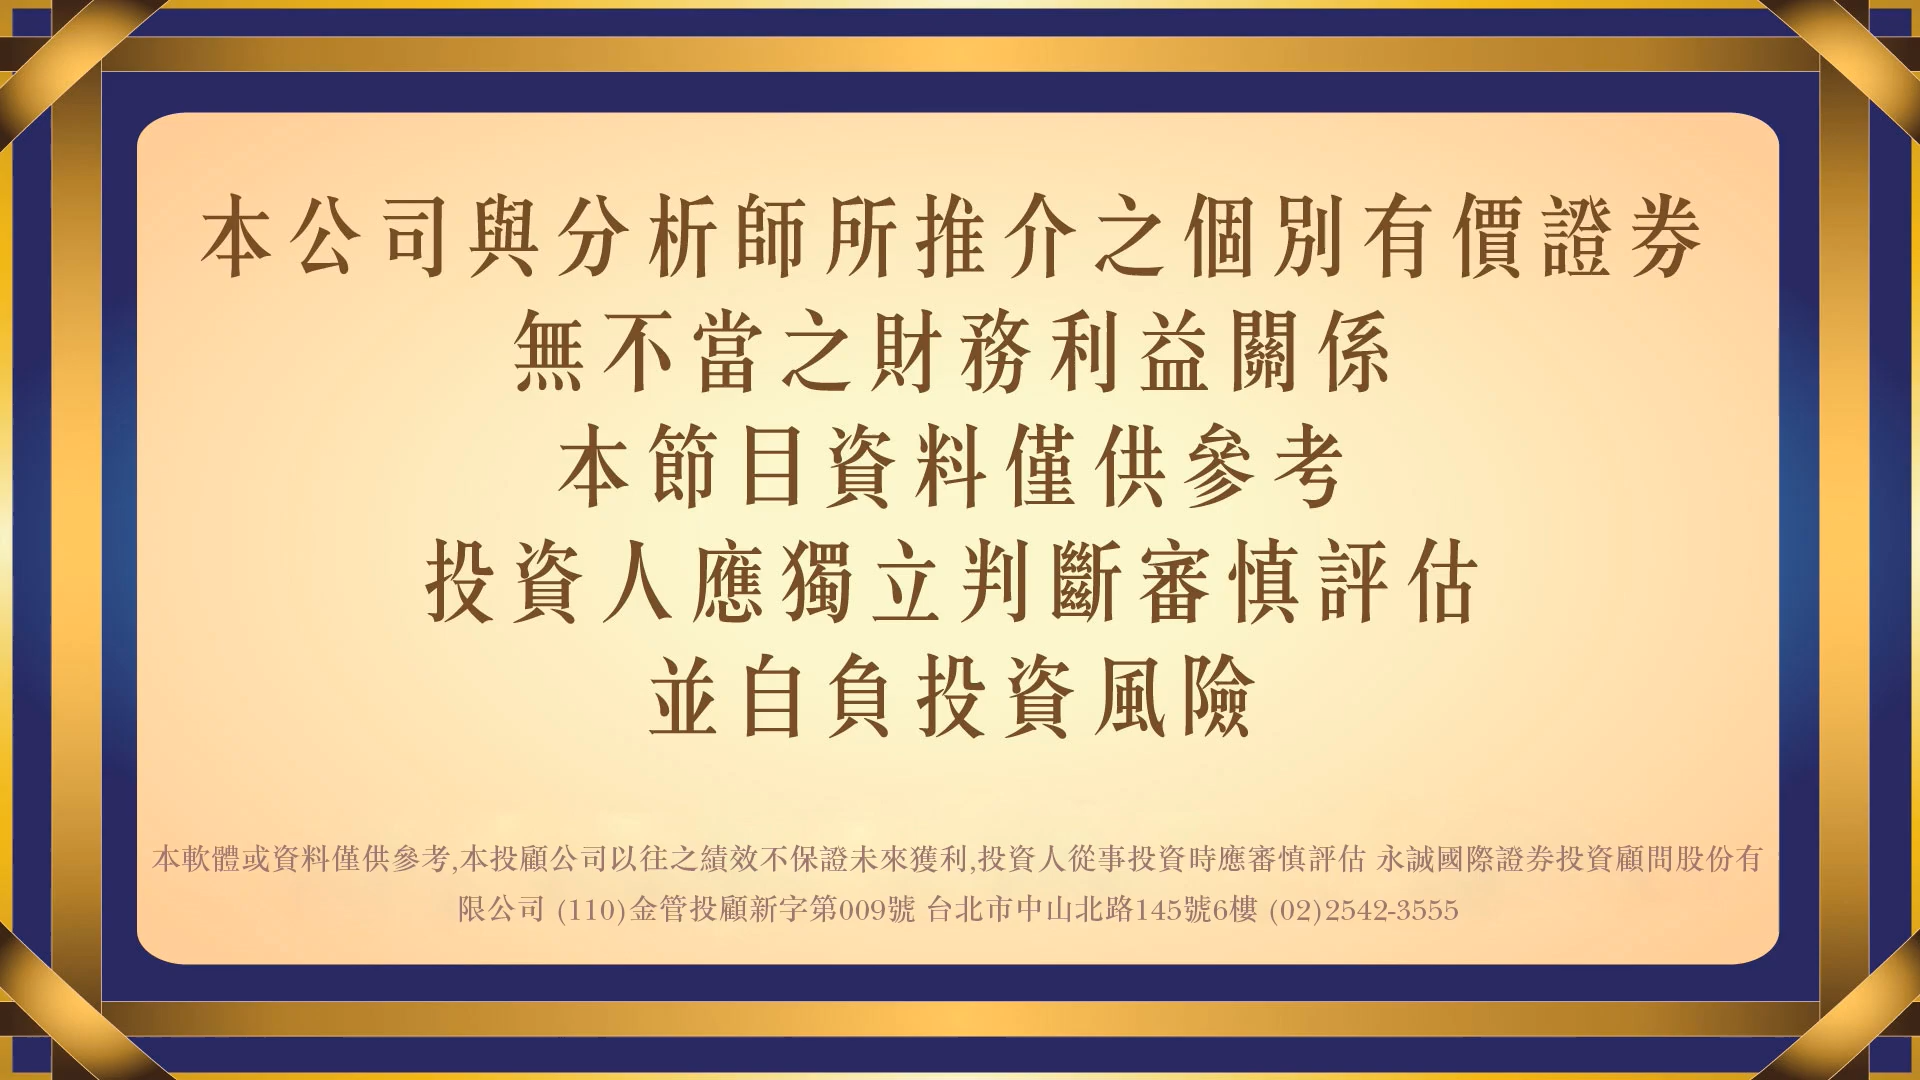 本公司與分析師所推介之個別有價證券
無不當之財務利益關係
本節目資料僅供參考
投資人應獨立判斷審慎評估
並自負投資風險
本軟體或資料僅供參考,本投顧公司以往之績效不保證未來獲利,投資人從事投資時應審慎評估 永誠國際證券投資顧問股份有
限公司 (110)金管投顧新字第009號 台北市中山北路145號6樓 (02)2542-3555